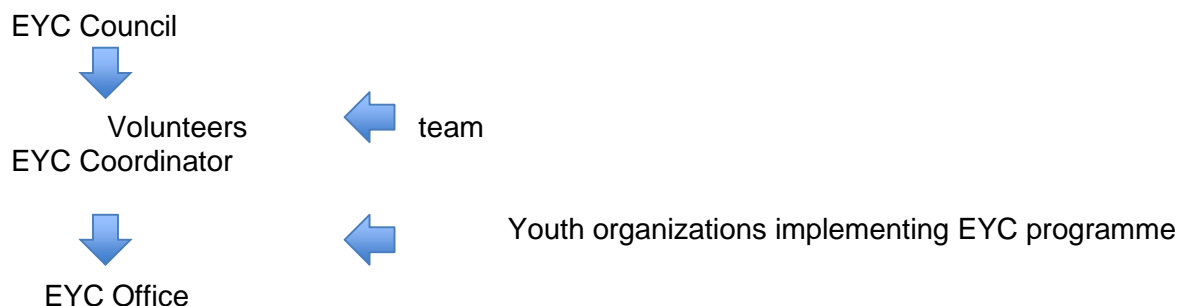 EYC Council
Volunteers team
EYC Coordinator
Youth organizations implementing EYC programme
EYC Office